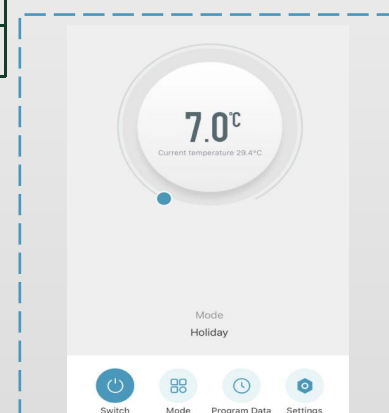 7.0℃
Current temperature 29.4°C
Mode
Holiday
Switch Mode Program Data Settings